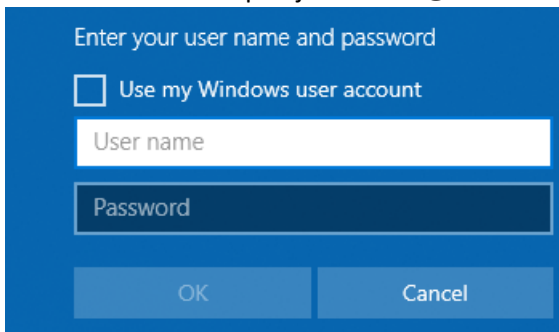 Enter your user name and password
Use my Windows user account
User name
Password
OK
Cancel